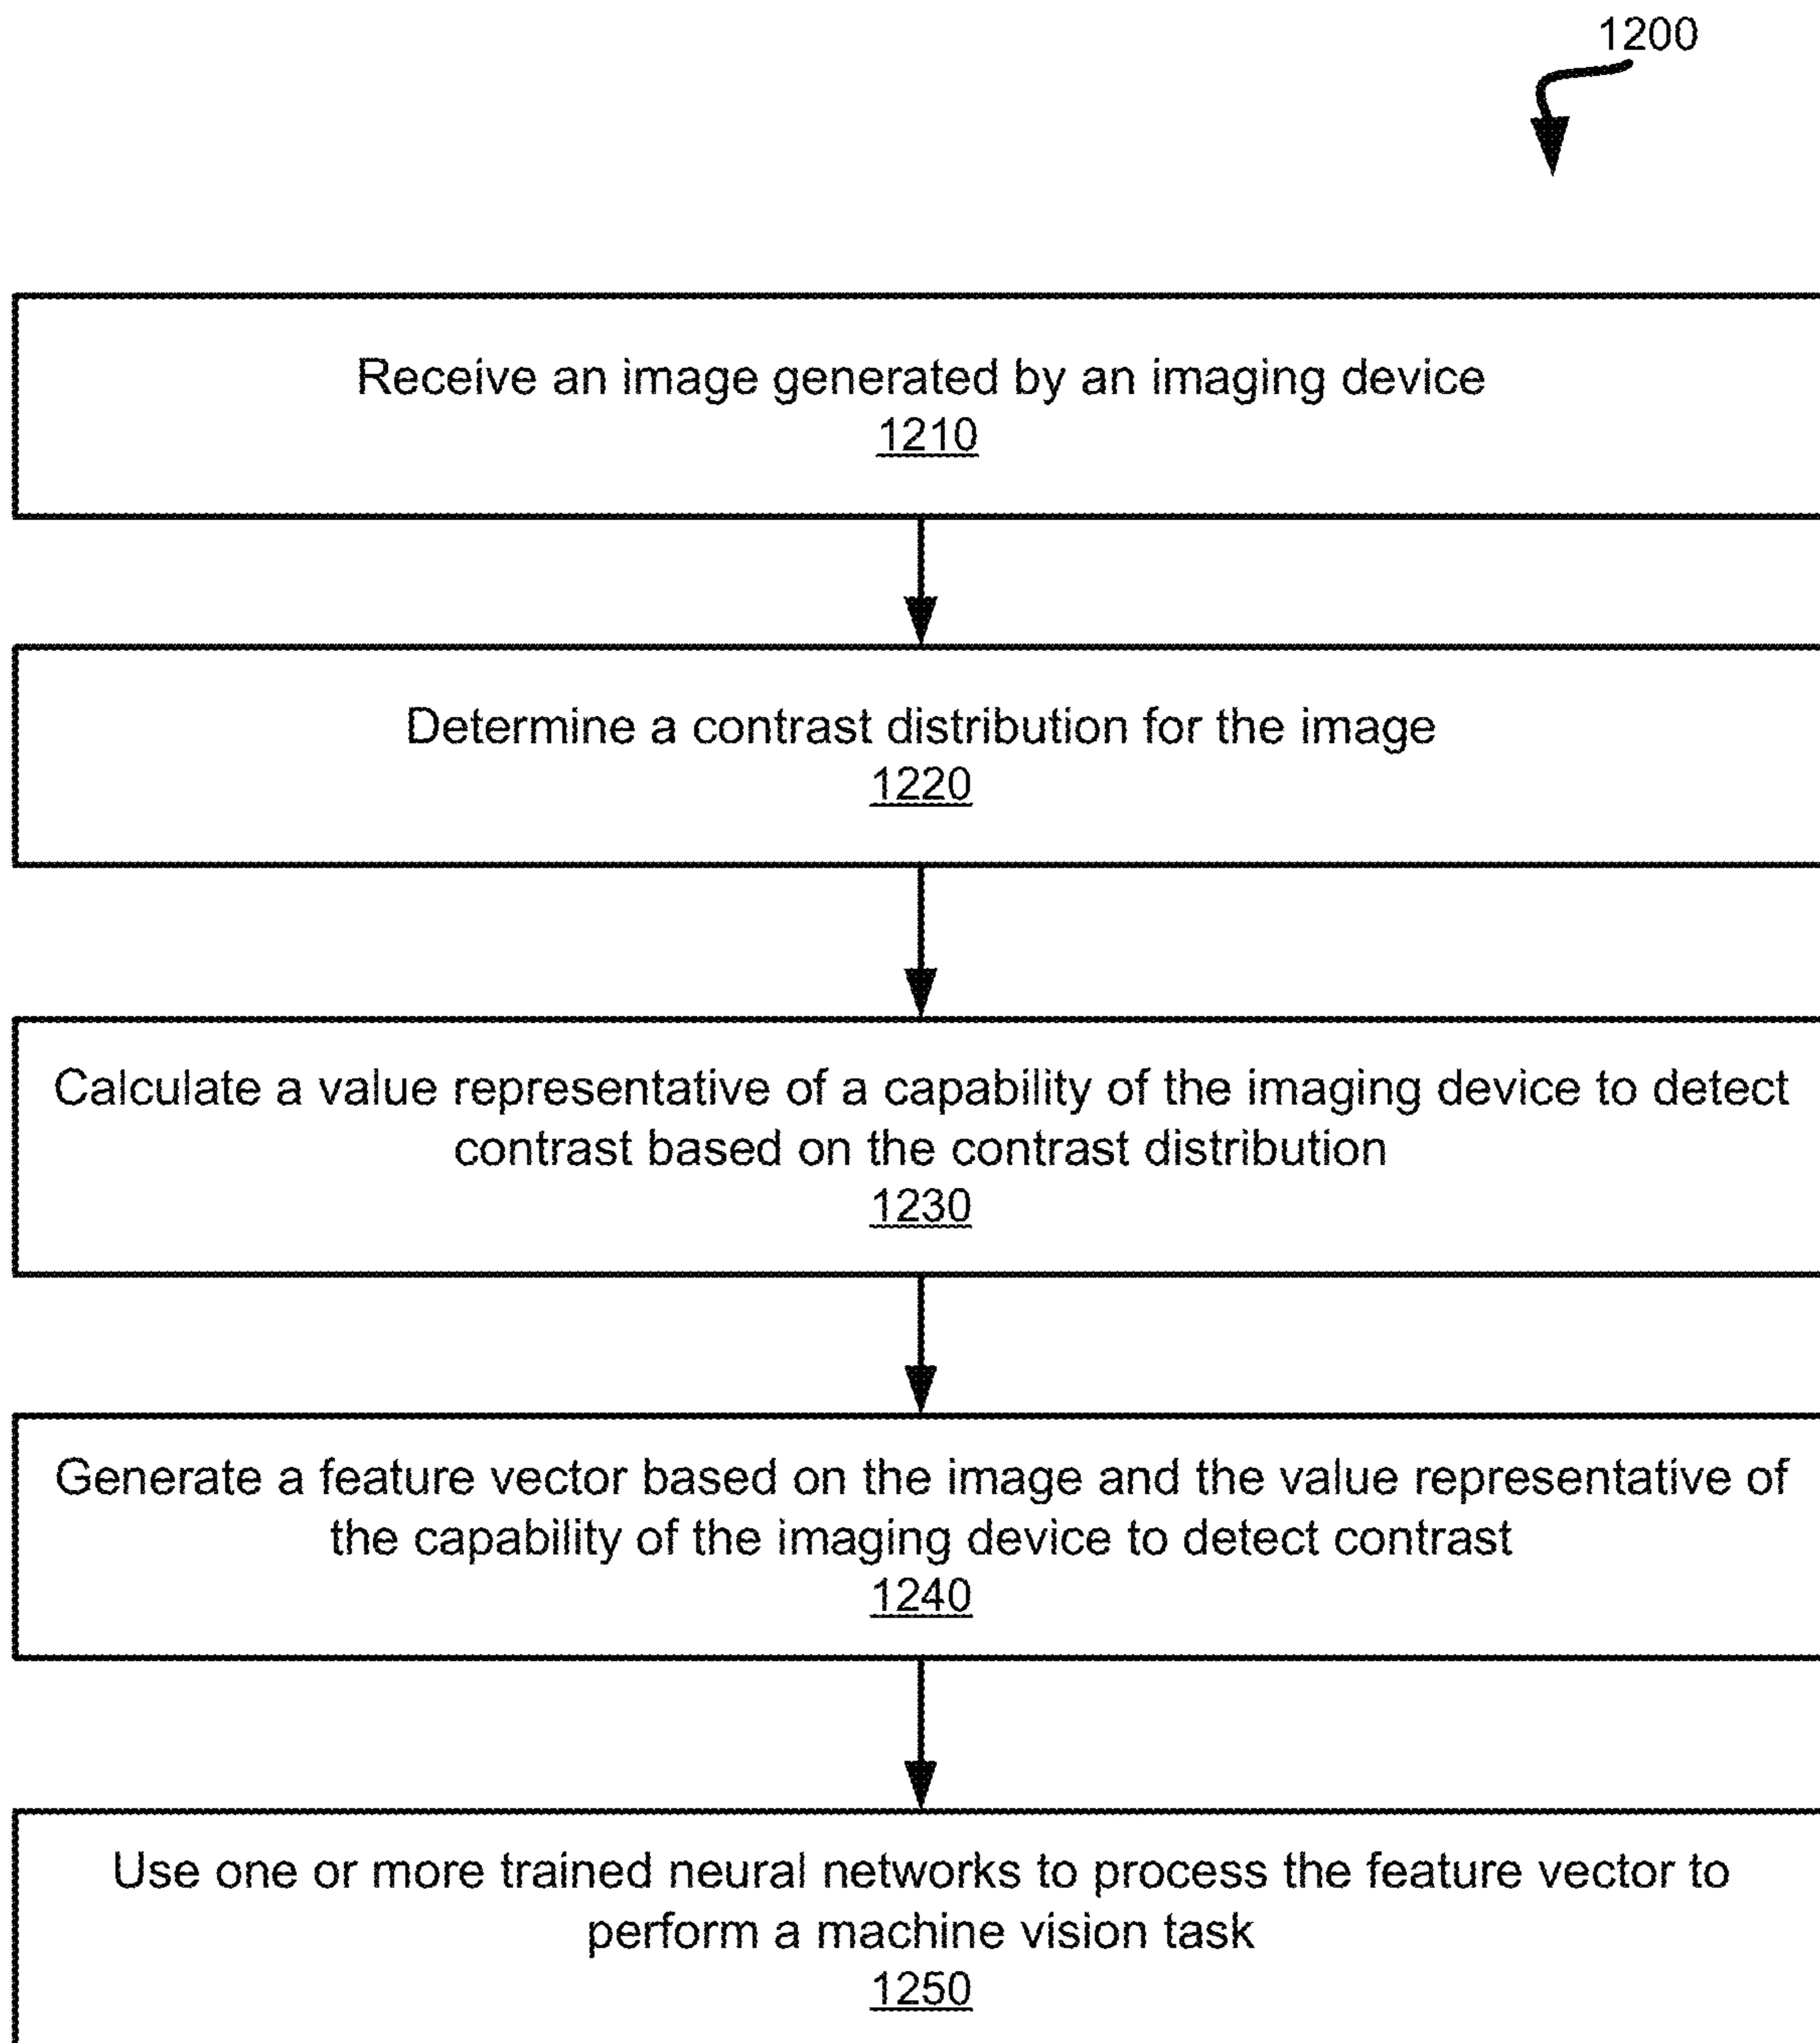 1200
Receive an image generated by an imaging device
1210
Determine a contrast distribution for the image
1220
Calculate a value representative of a capability of the imaging device to detect
contrast based on the contrast distribution
1230
Generate a feature vector based on the image and the value representative of
the capability of the imaging device to detect contrast
1240
Use one or more trained neural networks to process the feature vector to
perform a machine vision task
1250